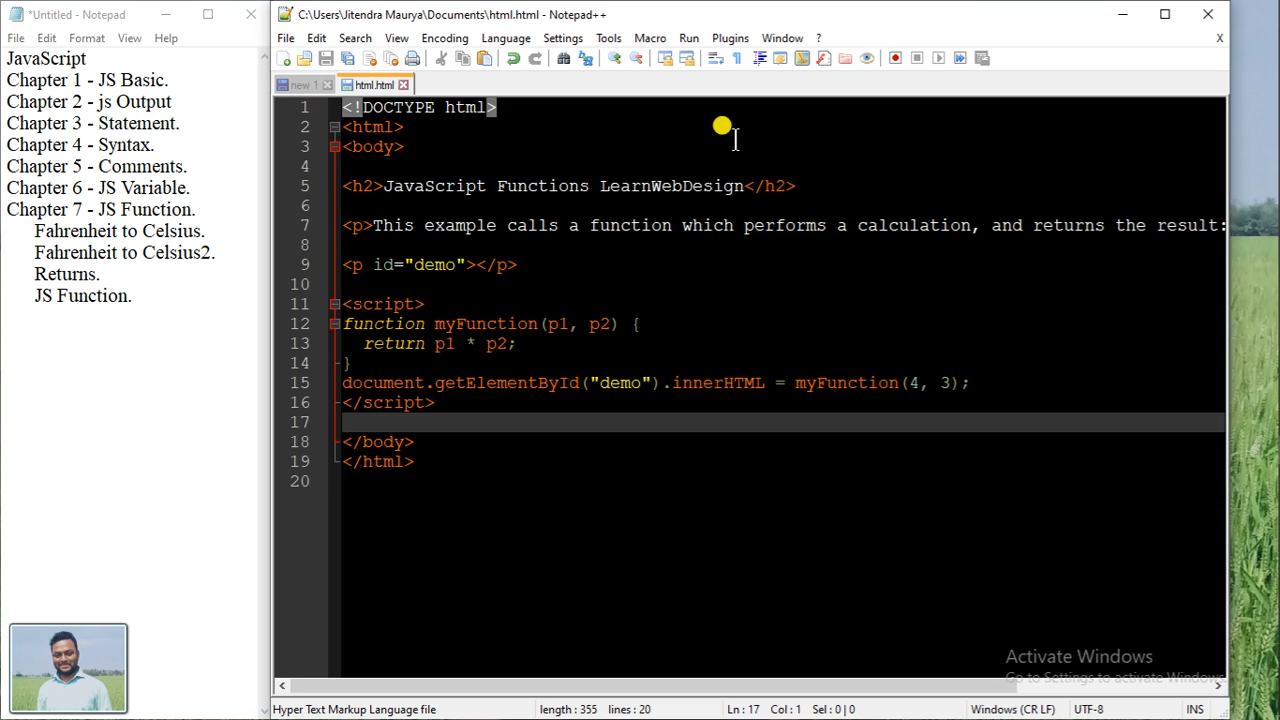 *Untitled - Notepad
File Edit Format View Help
JavaScript
Chapter 1 - JS Basic.
Chapter 2 - js Output
Chapter 3 - Statement.
Chapter 4 - Syntax.
Chapter 5 - Comments.
Chapter 6 - JS Variable.
Chapter 7 - JS Function.
Fahrenheit to Celsius.
Fahrenheit to Celsius2.
Returns.
JS Function.
C:\Users\Jitendra Maurya\Documents\html.html - Notepad++
File Edit Search View Encoding Language Settings Tools Macro Run Plugins Window ? X
new 1 html.html
1 <!DOCTYPE html>
2 <html>
3 <body>
4
5 <h2>JavaScript Functions LearnWebDesign</h2>
6
7 <p>This example calls a function which performs a calculation, and returns the result:
8
9 <p id="demo"></p>
10
11 <script>
12 function myFunction(p1, p2) {
13 return p1 * p2;
14 }
15 document.getElementById("demo").innerHTML = myFunction(4, 3);
16 </script>
17
18 </body>
19 </html>
20
Activate Windows
Go to Settings to activate Windows.
Hyper Text Markup Language file length: 355 lines: 20 Ln: 17 Col: 1 Sel: 0 | 0 Windows (CR LF) UTF-8 INS